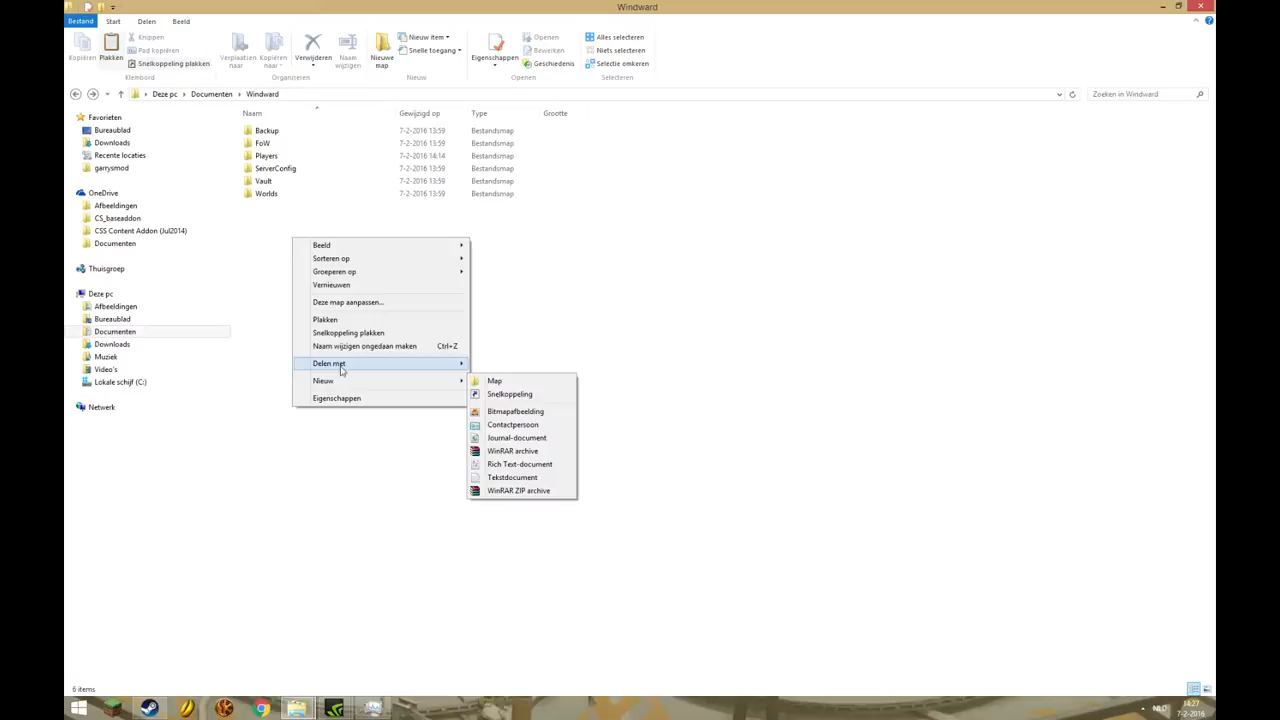 Windward
Bestand Start Delen Beeld
Kopiëren
Plakken
Knippen
Pad kopiëren
Snelkoppeling plakken
Klembord
Verplaatsen naar
Kopiëren naar
Verwijderen
Naam wijzigen
Organiseren
Nieuwe map
Nieuw item
Snelle toegang
Nieuw
Eigenschappen
Openen
Bewerken
Geschiedenis
Openen
Alles selecteren
Niets selecteren
Selectie omkeren
Selecteren
Deze pc Documenten Windward
Zoeken in Windward
Favorieten
Bureaublad
Downloads
Recente locaties
garrysmod
OneDrive
Afbeeldingen
CS_baseaddon
CSS Content Addon (Jul2014)
Documenten
Thuisgroep
Deze pc
Afbeeldingen
Bureaublad
Documenten
Downloads
Muziek
Video's
Lokale schijf (C:)
Netwerk
Naam Gewijzigd op Type Grootte
Backup 7-2-2016 13:59 Bestandsmap
FoW 7-2-2016 13:59 Bestandsmap
Players 7-2-2016 14:14 Bestandsmap
ServerConfig 7-2-2016 13:59 Bestandsmap
Vault 7-2-2016 13:59 Bestandsmap
Worlds 7-2-2016 13:59 Bestandsmap
Beeld
Sorteren op
Groeperen op
Vernieuwen
Deze map aanpassen...
Plakken
Snelkoppeling plakken
Naam wijzigen ongedaan maken Ctrl+Z
Delen met
Nieuw
Eigenschappen
Map
Snelkoppeling
Bitmapafbeelding
Contactpersoon
Journal-document
WinRAR archive
Rich Text-document
Tekstdocument
WinRAR ZIP archive
6 items
NLD
14:27
7-2-2016